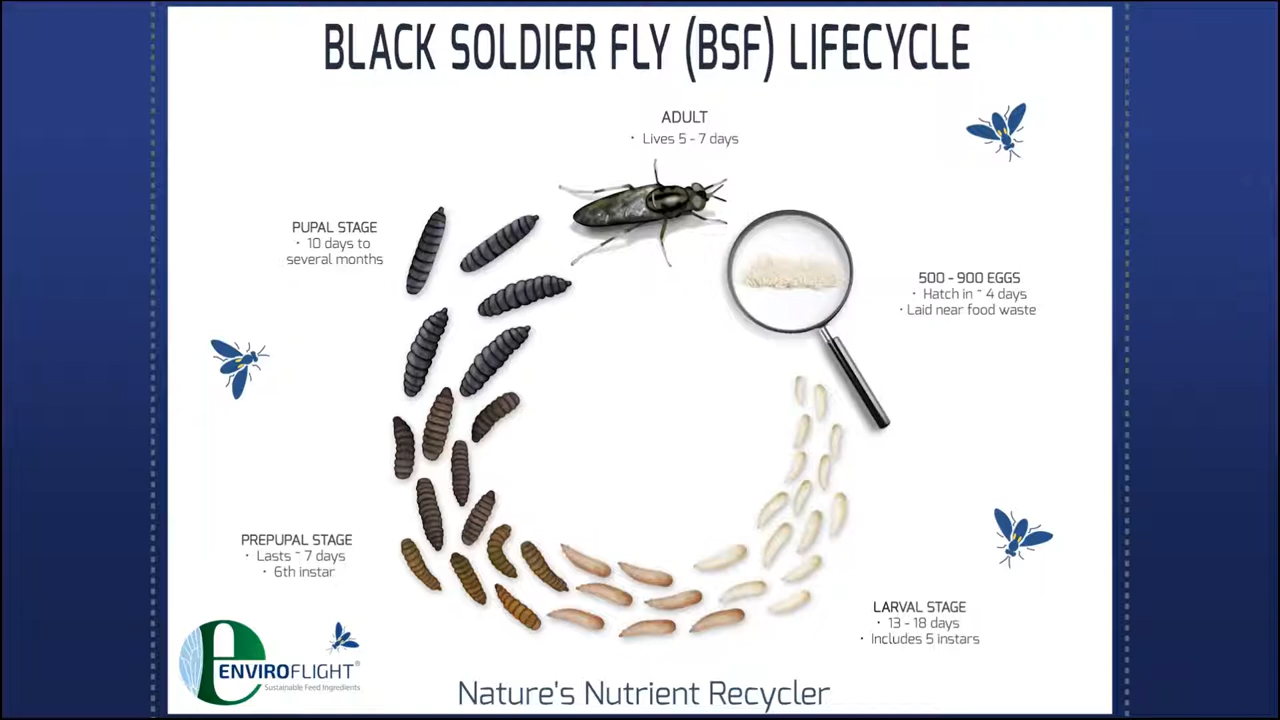 BLACK SOLDIER FLY (BSF) LIFECYCLE
ADULT
· Lives 5 - 7 days
PUPAL STAGE
· 10 days to
several months
500 - 900 EGGS
· Hatch in ~ 4 days
· Laid near food waste
PREPUPAL STAGE
· Lasts ~ 7 days
· 6th instar
LARVAL STAGE
· 13 - 18 days
· Includes 5 instars
e
ENVIROFLIGHT®
Sustainable Feed Ingredients
Nature's Nutrient Recycler